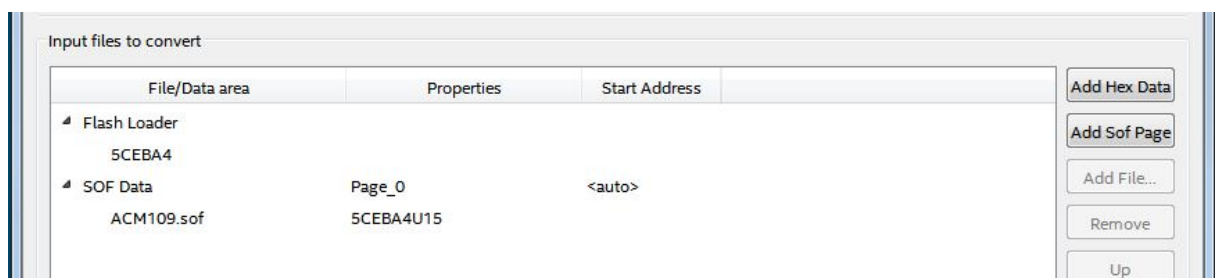 Input files to convert
File/Data area Properties Start Address
Add Hex Data
Flash Loader
Add Sof Page
5CEBA4
SOF Data Page_0 <auto>
Add File...
ACM109.sof 5CEBA4U15
Remove
Up